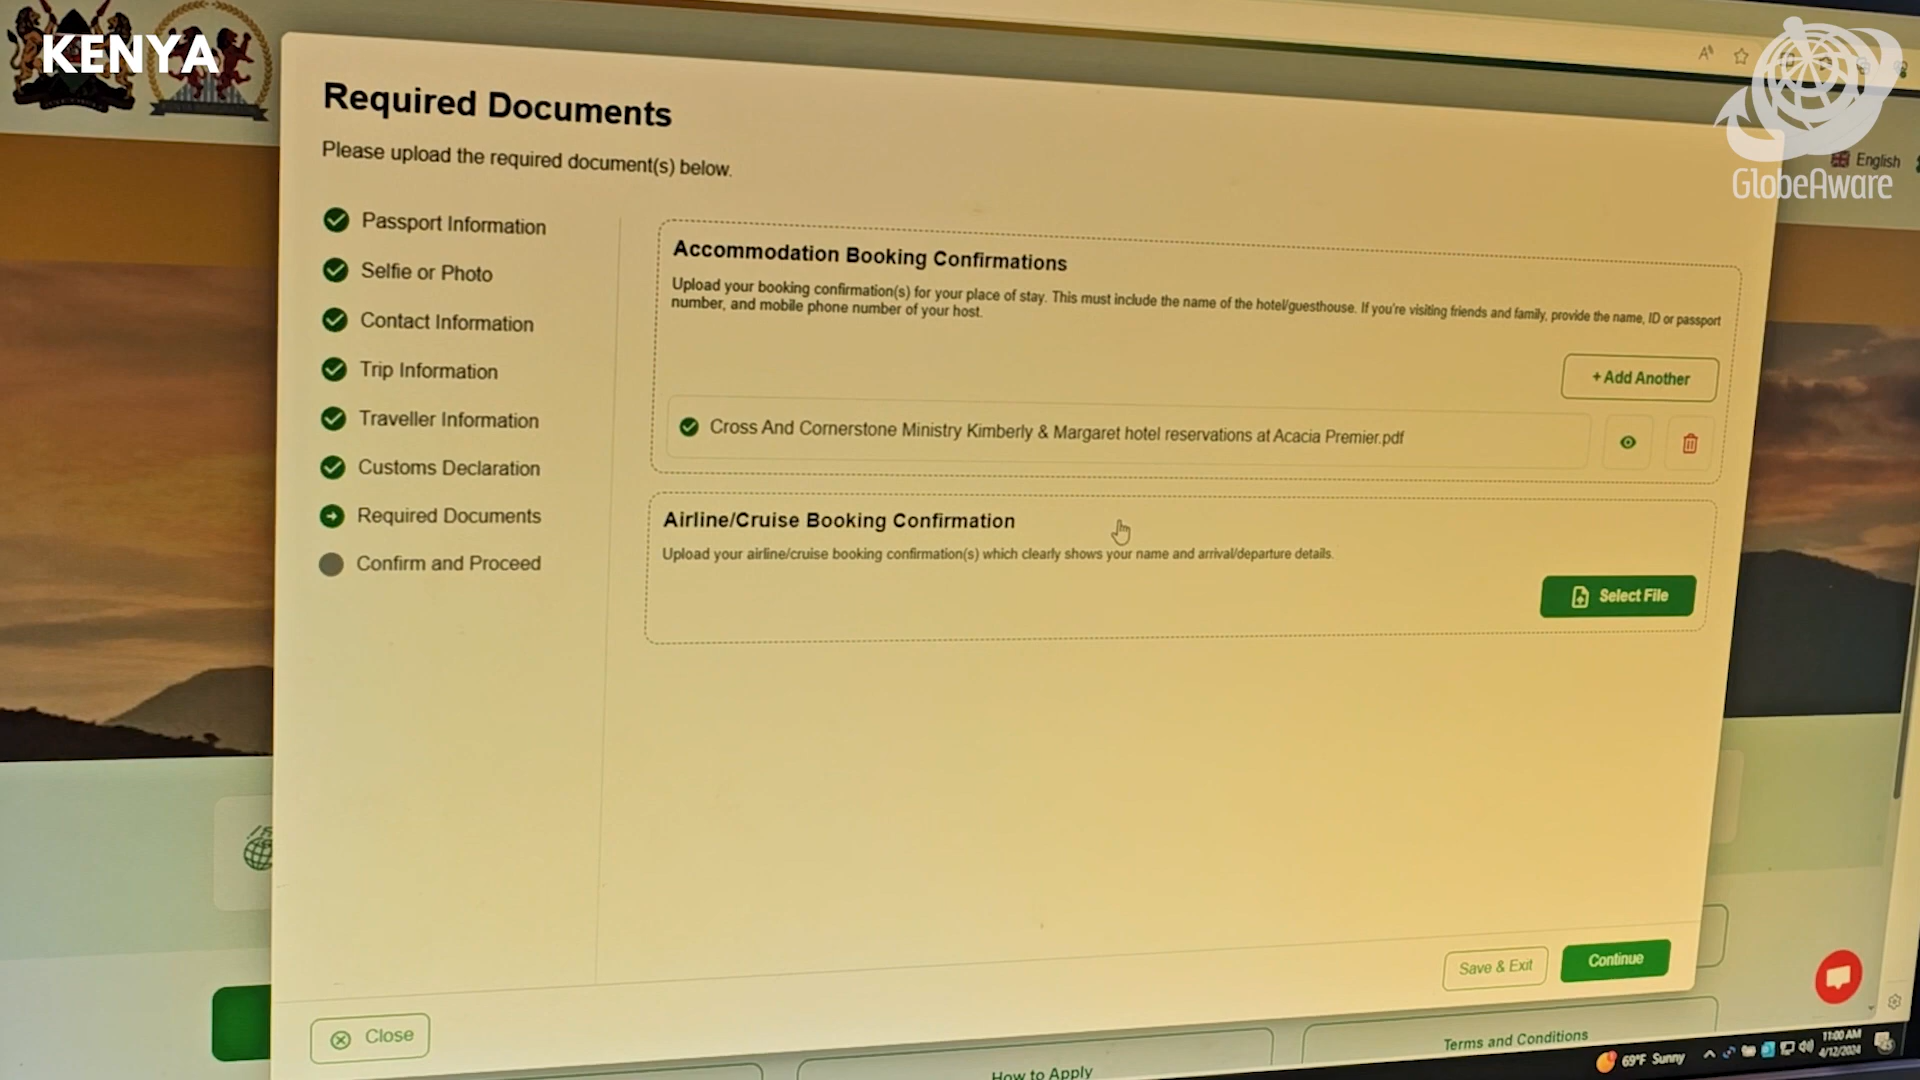 KENYA
GlobeAware
English
Required Documents
Please upload the required document(s) below.
Passport Information
Selfie or Photo
Contact Information
Trip Information
Traveller Information
Customs Declaration
Required Documents
Confirm and Proceed
Accommodation Booking Confirmations
Upload your booking confirmation(s) for your place of stay. This must include the name of the hotel/guesthouse. If you're visiting friends and family, provide the name, ID or passport
number, and mobile phone number of your host.
+ Add Another
Cross And Cornerstone Ministry Kimberly & Margaret hotel reservations at Acacia Premier.pdf
Airline/Cruise Booking Confirmation
Upload your airline/cruise booking confirmation(s) which clearly shows your name and arrival/departure details.
Select File
Save & Exit
Continue
Close
How to Apply
Terms and Conditions
69°F Sunny
11:00 AM
4/12/2024